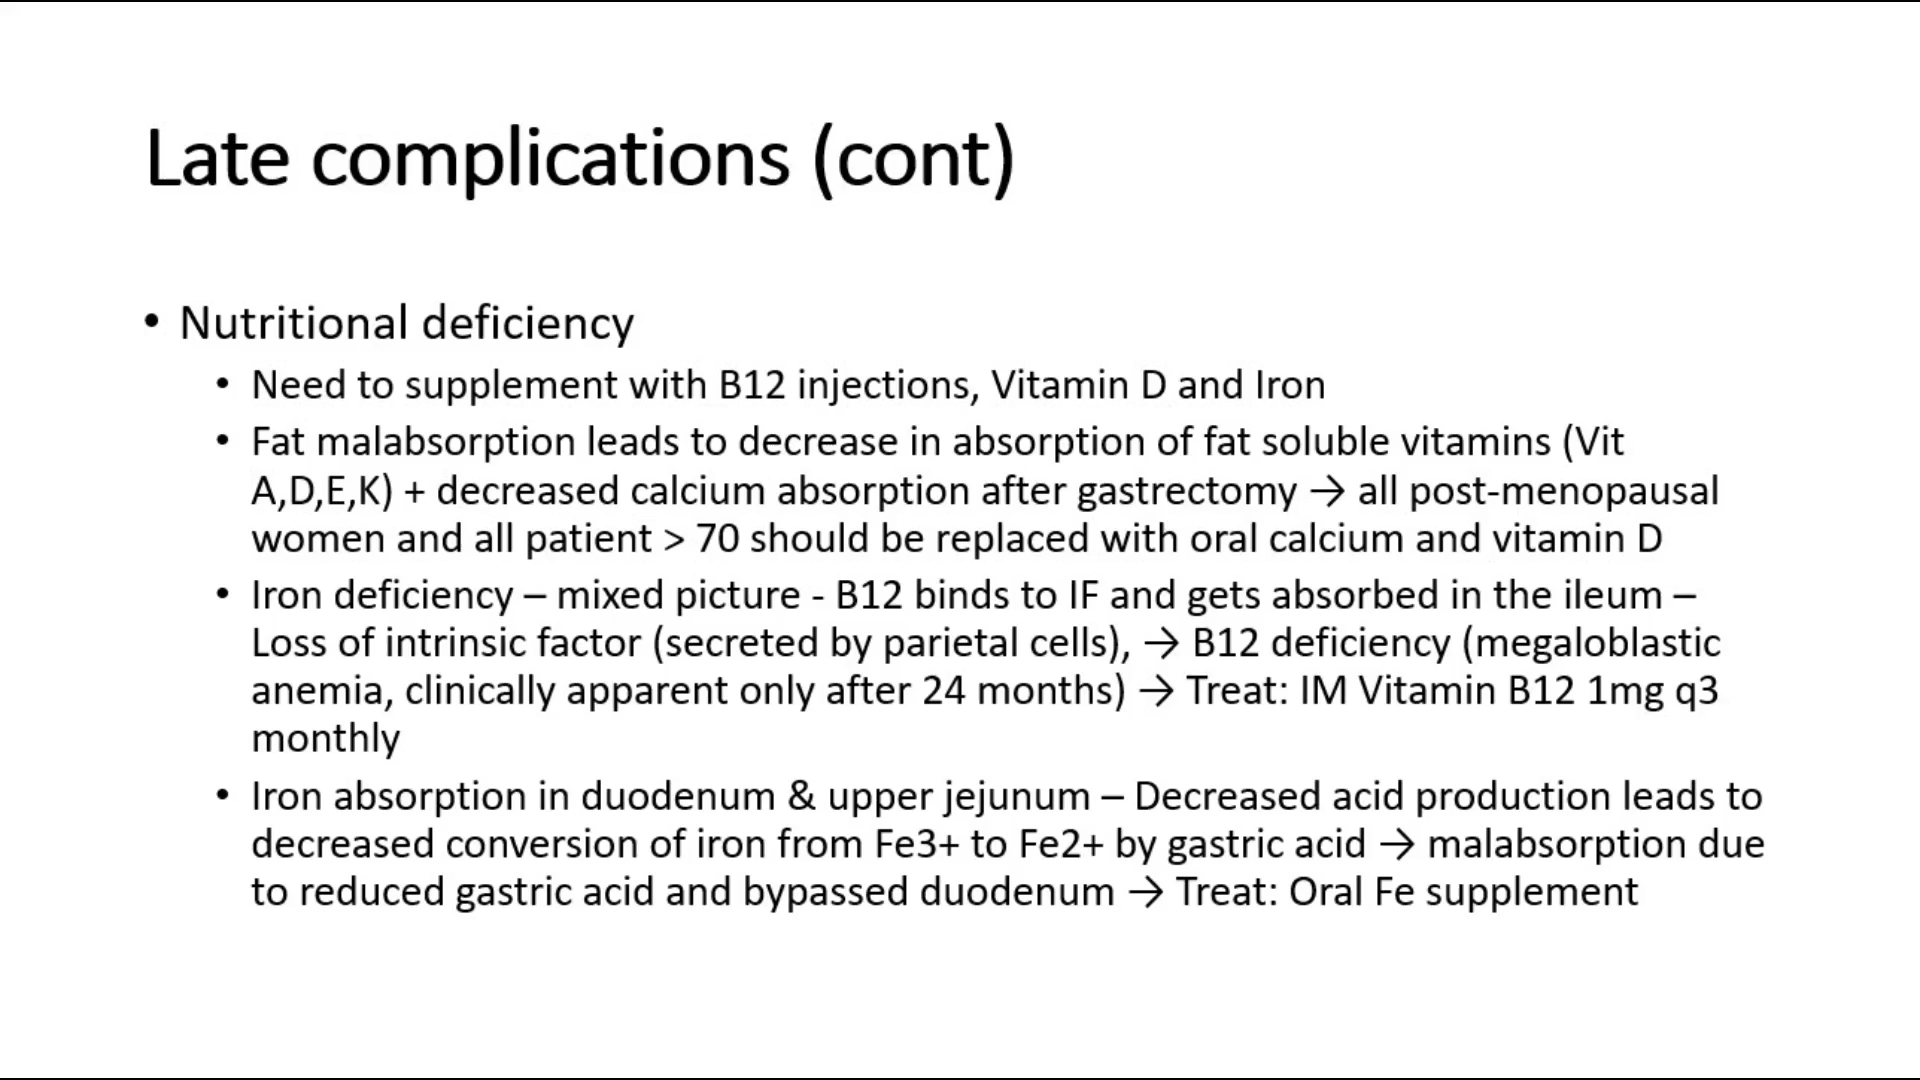 Late complications (cont)
• Nutritional deficiency
• Need to supplement with B12 injections, Vitamin D and Iron
• Fat malabsorption leads to decrease in absorption of fat soluble vitamins (Vit
A,D,E,K) + decreased calcium absorption after gastrectomy → all post-menopausal
women and all patient > 70 should be replaced with oral calcium and vitamin D
• Iron deficiency – mixed picture - B12 binds to IF and gets absorbed in the ileum –
Loss of intrinsic factor (secreted by parietal cells), → B12 deficiency (megaloblastic
anemia, clinically apparent only after 24 months) → Treat: IM Vitamin B12 1mg q3
monthly
• Iron absorption in duodenum & upper jejunum – Decreased acid production leads to
decreased conversion of iron from Fe3+ to Fe2+ by gastric acid → malabsorption due
to reduced gastric acid and bypassed duodenum → Treat: Oral Fe supplement